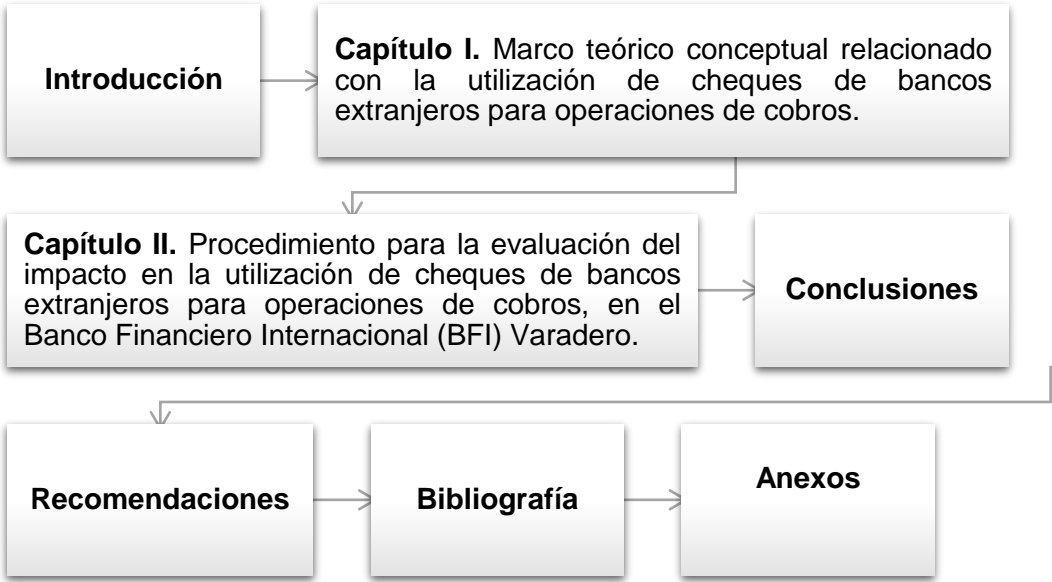 Introducción
Capítulo I. Marco teórico conceptual relacionado
con la utilización de cheques de bancos
extranjeros para operaciones de cobros.
Capítulo II. Procedimiento para la evaluación del
impacto en la utilización de cheques de bancos
extranjeros para operaciones de cobros, en el
Banco Financiero Internacional (BFI) Varadero.
Conclusiones
Recomendaciones
Bibliografía
Anexos